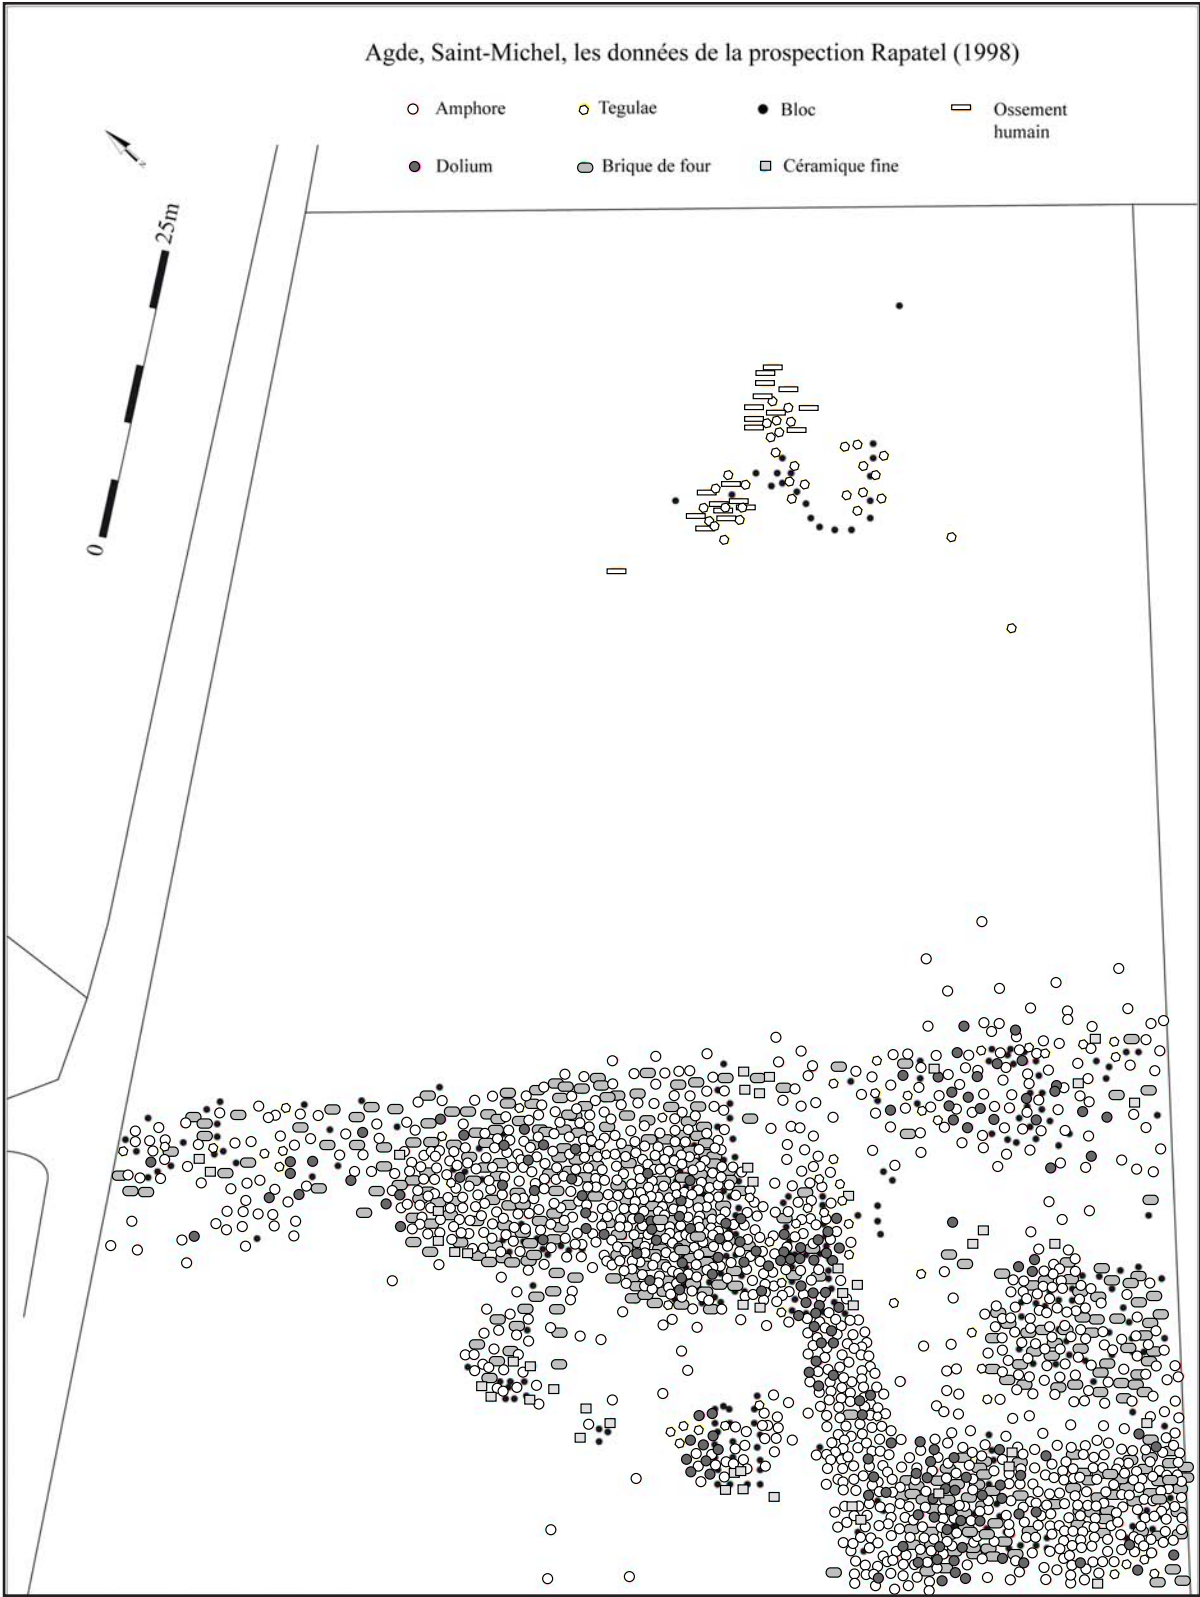 Agde, Saint-Michel, les données de la prospection Rapatel (1998)
Amphore
Tegulae
Bloc
Ossement
humain
Dolium
Brique de four
Céramique fine
25m
0